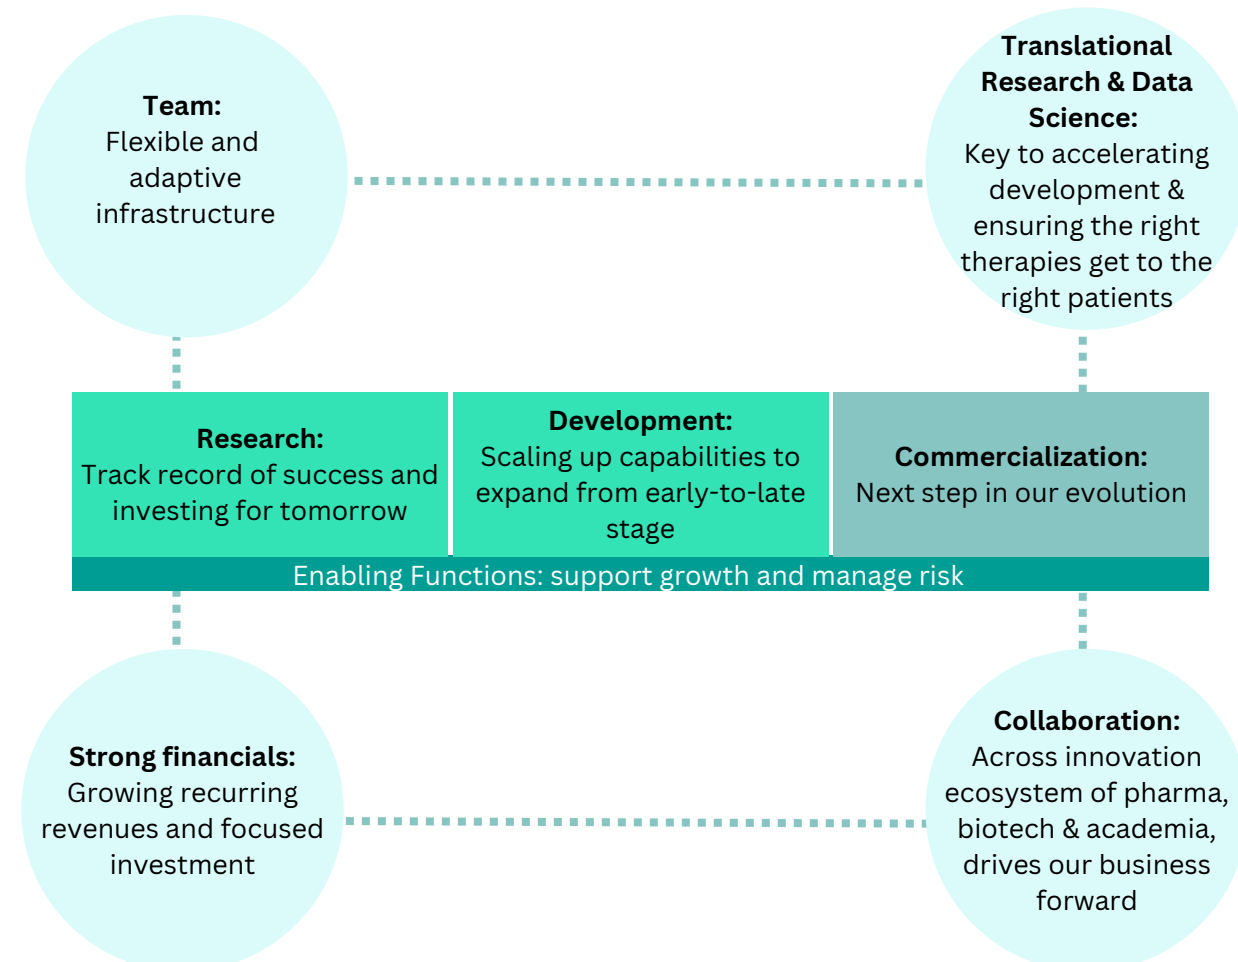 Team:
Flexible and
adaptive
infrastructure
Translational
Research & Data
Science:
Key to accelerating
development &
ensuring the right
therapies get to the
right patients
Research:
Track record of success and
investing for tomorrow
Development:
Scaling up capabilities to
expand from early-to-late
stage
Commercialization:
Next step in our evolution
Enabling Functions: support growth and manage risk
Strong financials:
Growing recurring
revenues and focused
investment
Collaboration:
Across innovation
ecosystem of pharma,
biotech & academia,
drives our business
forward